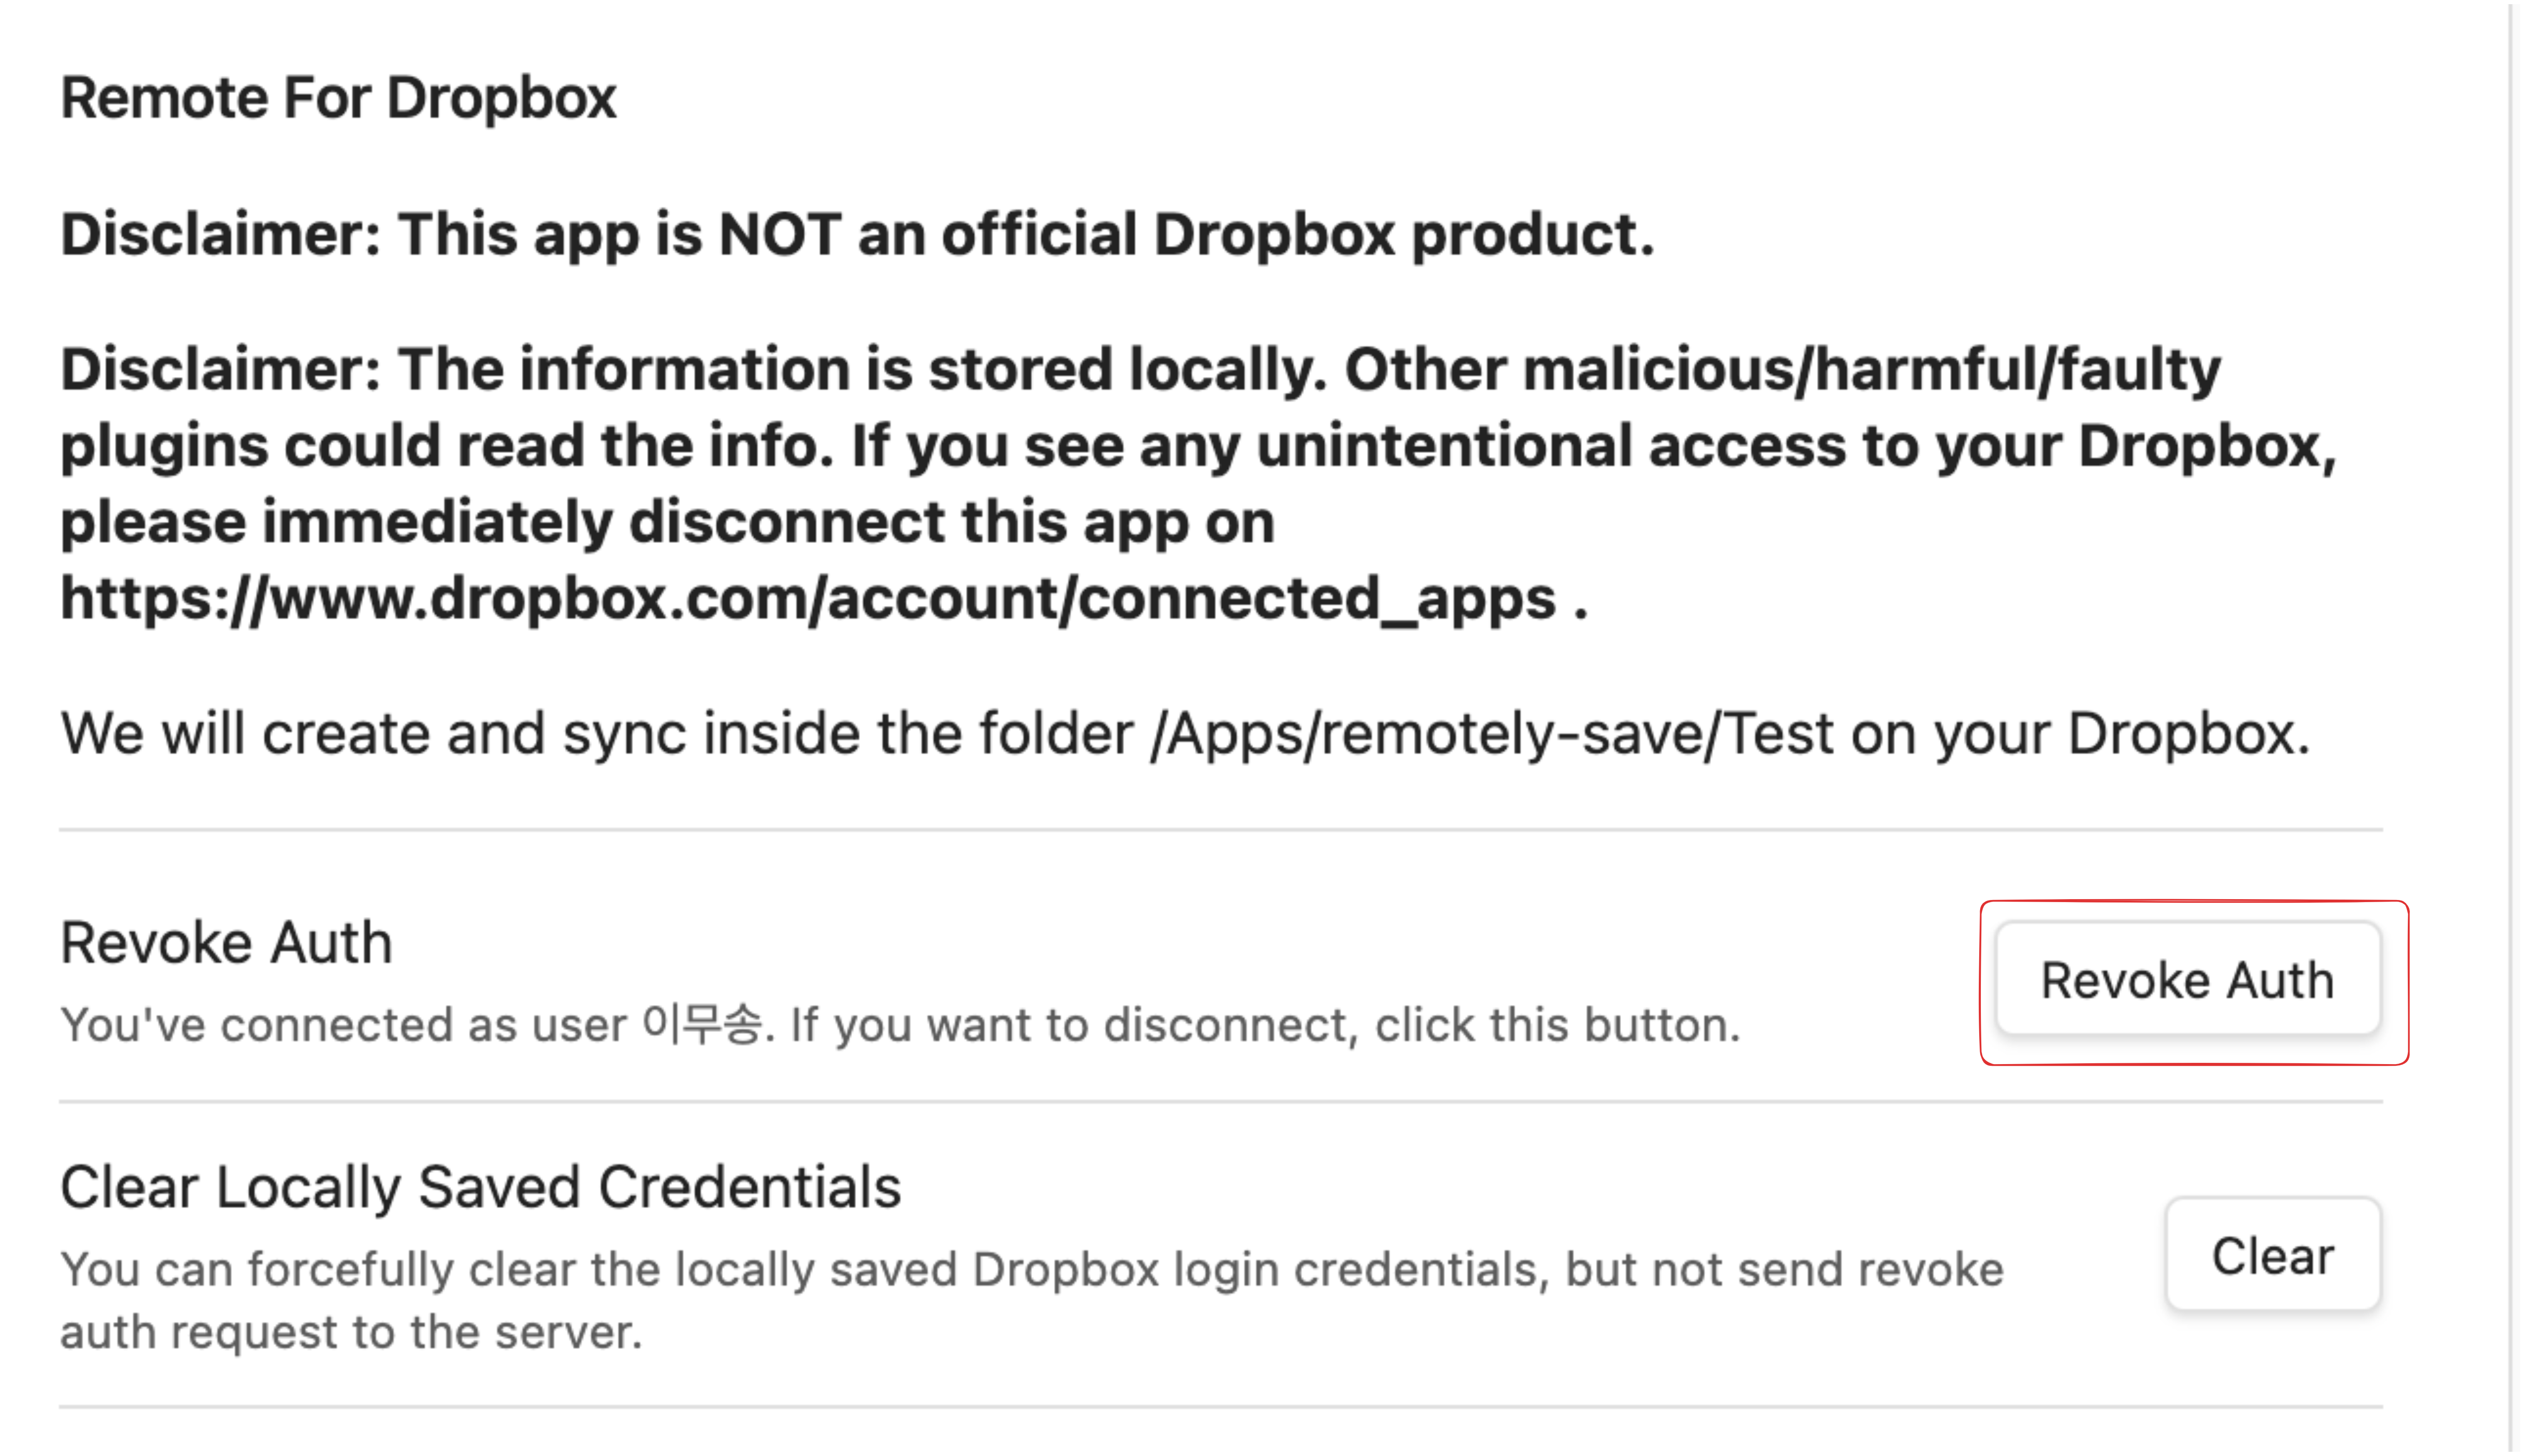 Remote For Dropbox
Disclaimer: This app is NOT an official Dropbox product.
Disclaimer: The information is stored locally. Other malicious/harmful/faulty
plugins could read the info. If you see any unintentional access to your Dropbox,
please immediately disconnect this app on
https://www.dropbox.com/account/connected_apps .
We will create and sync inside the folder /Apps/remotely-save/Test on your Dropbox.
Revoke Auth
You've connected as user 이무송. If you want to disconnect, click this button.
Revoke Auth
Clear Locally Saved Credentials
You can forcefully clear the locally saved Dropbox login credentials, but not send revoke
auth request to the server.
Clear